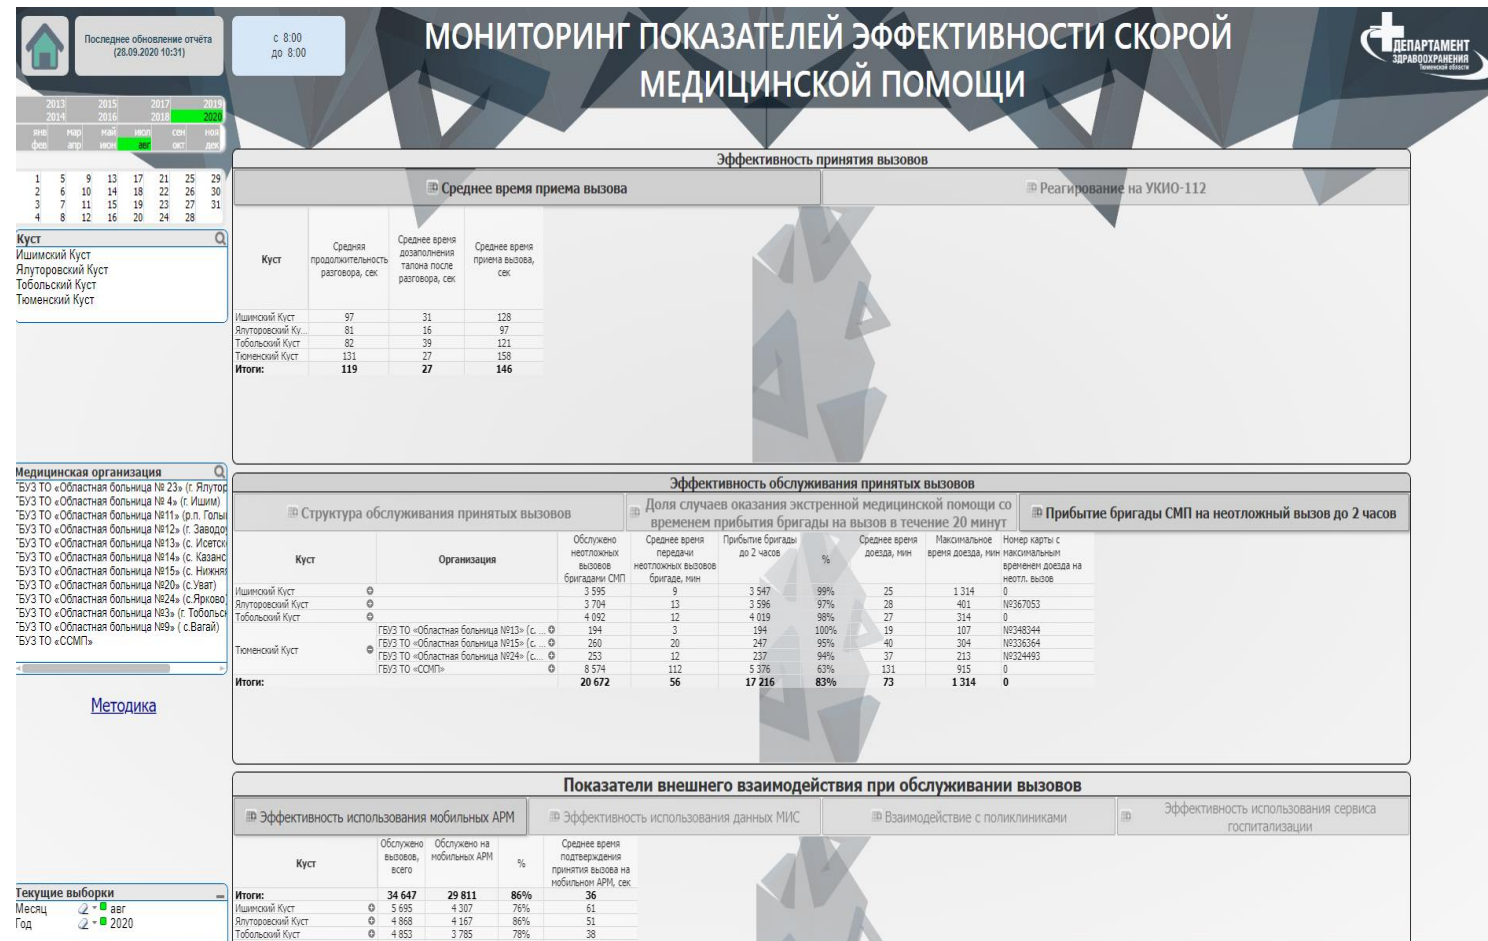 Последнее обновление отчёта
(28.09.2020 10:31)
с 8:00
до 8:00
МОНИТОРИНГ ПОКАЗАТЕЛЕЙ ЭФФЕКТИВНОСТИ СКОРОЙ
МЕДИЦИНСКОЙ ПОМОЩИ
ДЕПАРТАМЕНТ
ЗДРАВООХРАНЕНИЯ
Тюменской области
2013 2015 2017 2019
2014 2016 2018 2020
янв мар май июл сен ноя
фев апр июн авг окт дек
1 5 9 13 17 21 25 29
2 6 10 14 18 22 26 30
3 7 11 15 19 23 27 31
4 8 12 16 20 24 28
Куст
Ишимский Куст
Ялуторовский Куст
Тобольский Куст
Тюменский Куст
Эффективность принятия вызовов
Среднее время приема вызова
Реагирование на УКИО-112
Куст
Средняя
продолжительность
разговора, сек
Среднее время
дозаполнения
талона после
разговора, сек
Среднее время
приема вызова,
сек
Ишимский Куст 97 31 128
Ялуторовский Ку... 81 16 97
Тобольский Куст 82 39 121
Тюменский Куст 131 27 158
Итоги: 119 27 146
Медицинская организация
ГБУЗ ТО «Областная больница № 23» (г. Ялутор
ГБУЗ ТО «Областная больница № 4» (г. Ишим)
ГБУЗ ТО «Областная больница №11» (р.п. Голы
ГБУЗ ТО «Областная больница №12» (г. Заводоу
ГБУЗ ТО «Областная больница №13» (с. Исетск
ГБУЗ ТО «Областная больница №14» (с. Казанс
ГБУЗ ТО «Областная больница №15» (с. Нижня
ГБУЗ ТО «Областная больница №20» (с.Уват)
ГБУЗ ТО «Областная больница №24» (с.Ярково
ГБУЗ ТО «Областная больница №3» (г. Тобольск
ГБУЗ ТО «Областная больница №9» ( с.Вагай)
ГБУЗ ТО «ССМП»
Методика
Эффективность обслуживания принятых вызовов
Структура обслуживания принятых вызовов
Доля случаев оказания экстренной медицинской помощи со
временем прибытия бригады на вызов в течение 20 минут
Прибытие бригады СМП на неотложный вызов до 2 часов
Куст
Организация
Обслужено
неотложных
вызовов
бригадами СМП
Среднее время
передачи
неотложных вызовов
бригаде, мин
Прибытие бригады
до 2 часов
%
Среднее время
доезда, мин
Максимальное
время доезда, мин
Номер карты с
максимальным
временем доезда на
неотл. вызов
Ишимский Куст 3 595 9 3 547 99% 25 1 314 0
Ялуторовский Куст 3 704 13 3 596 97% 28 401 №367053
Тобольский Куст 4 092 12 4 019 98% 27 314 0
Тюменский Куст
ГБУЗ ТО «Областная больница №13» (с. ... 194 3 194 100% 19 107 №348344
ГБУЗ ТО «Областная больница №15» (с. ... 260 20 247 95% 40 304 №336364
ГБУЗ ТО «Областная больница №24» (с.... 253 12 237 94% 37 213 №324493
ГБУЗ ТО «ССМП» 8 574 112 5 376 63% 131 915 0
Итоги: 20 672 56 17 216 83% 73 1 314 0
Показатели внешнего взаимодействия при обслуживании вызовов
Эффективность использования мобильных АРМ
Эффективность использования данных МИС
Взаимодействие с поликлиниками
Эффективность использования сервиса
госпитализации
Куст
Обслужено
вызовов,
всего
Обслужено на
мобильных АРМ
%
Среднее время
подтверждения
принятия вызова на
мобильном АРМ, сек
Итоги: 34 647 29 811 86% 36
Ишимский Куст 5 695 4 307 76% 61
Ялуторовский Куст 4 868 4 167 86% 51
Тобольский Куст 4 853 3 785 78% 38
Текущие выборки
Месяц авг
Год 2020